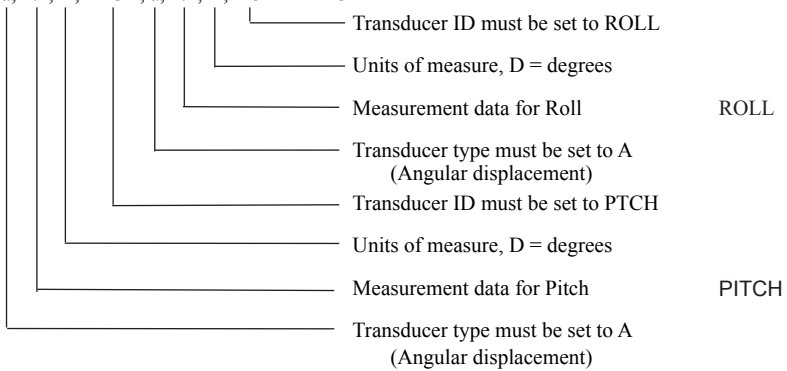 Transducer ID must be set to ROLL
Units of measure, D = degrees
Measurement data for Roll ROLL
Transducer type must be set to A
(Angular displacement)
Transducer ID must be set to PTCH
Units of measure, D = degrees
Measurement data for Pitch PITCH
Transducer type must be set to A
(Angular displacement)